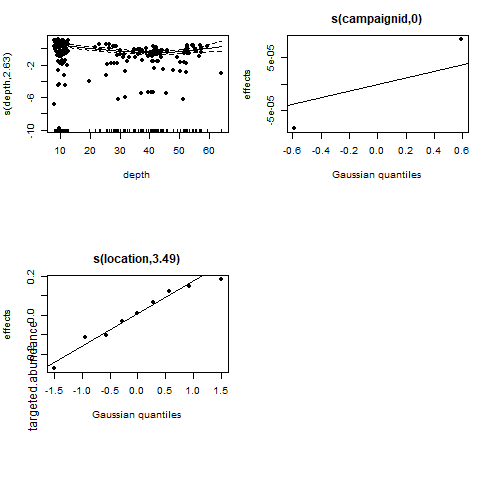 s(depth,2.63)
-2
-6
-10
10 20 30 40 50 60
depth
s(campaignid,0)
effects
5e-05
-5e-05
-0.6 -0.4 -0.2 0.0 0.2 0.4 0.6
Gaussian quantiles
s(location,3.49)
effects
0.2
0.0
targeted.abundance
-1.5 -1.0 -0.5 0.0 0.5 1.0 1.5
Gaussian quantiles